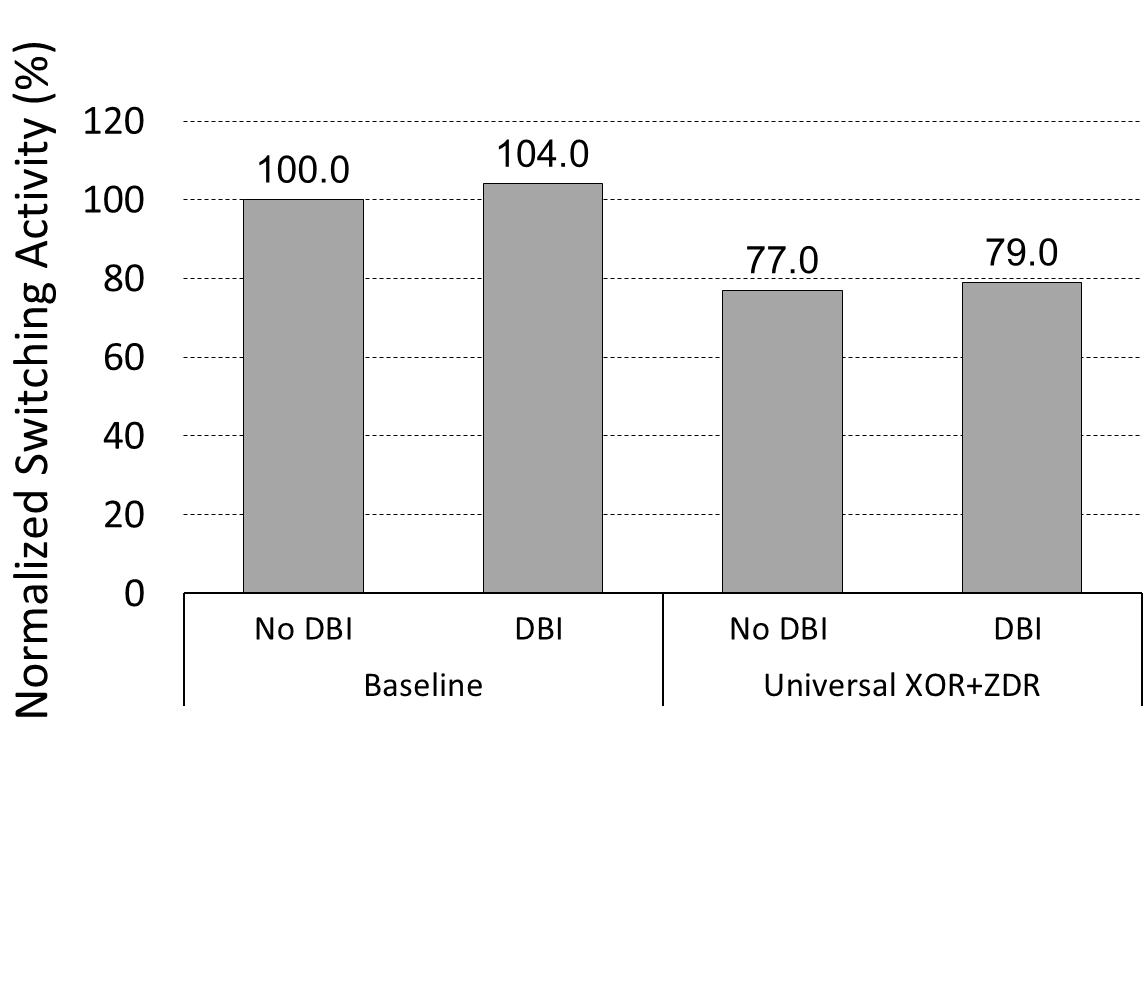 Normalized Switching Activity (%)
120
100
80
60
40
20
0
100.0
104.0
77.0
79.0
No DBI
DBI
No DBI
DBI
Baseline
Universal XOR+ZDR